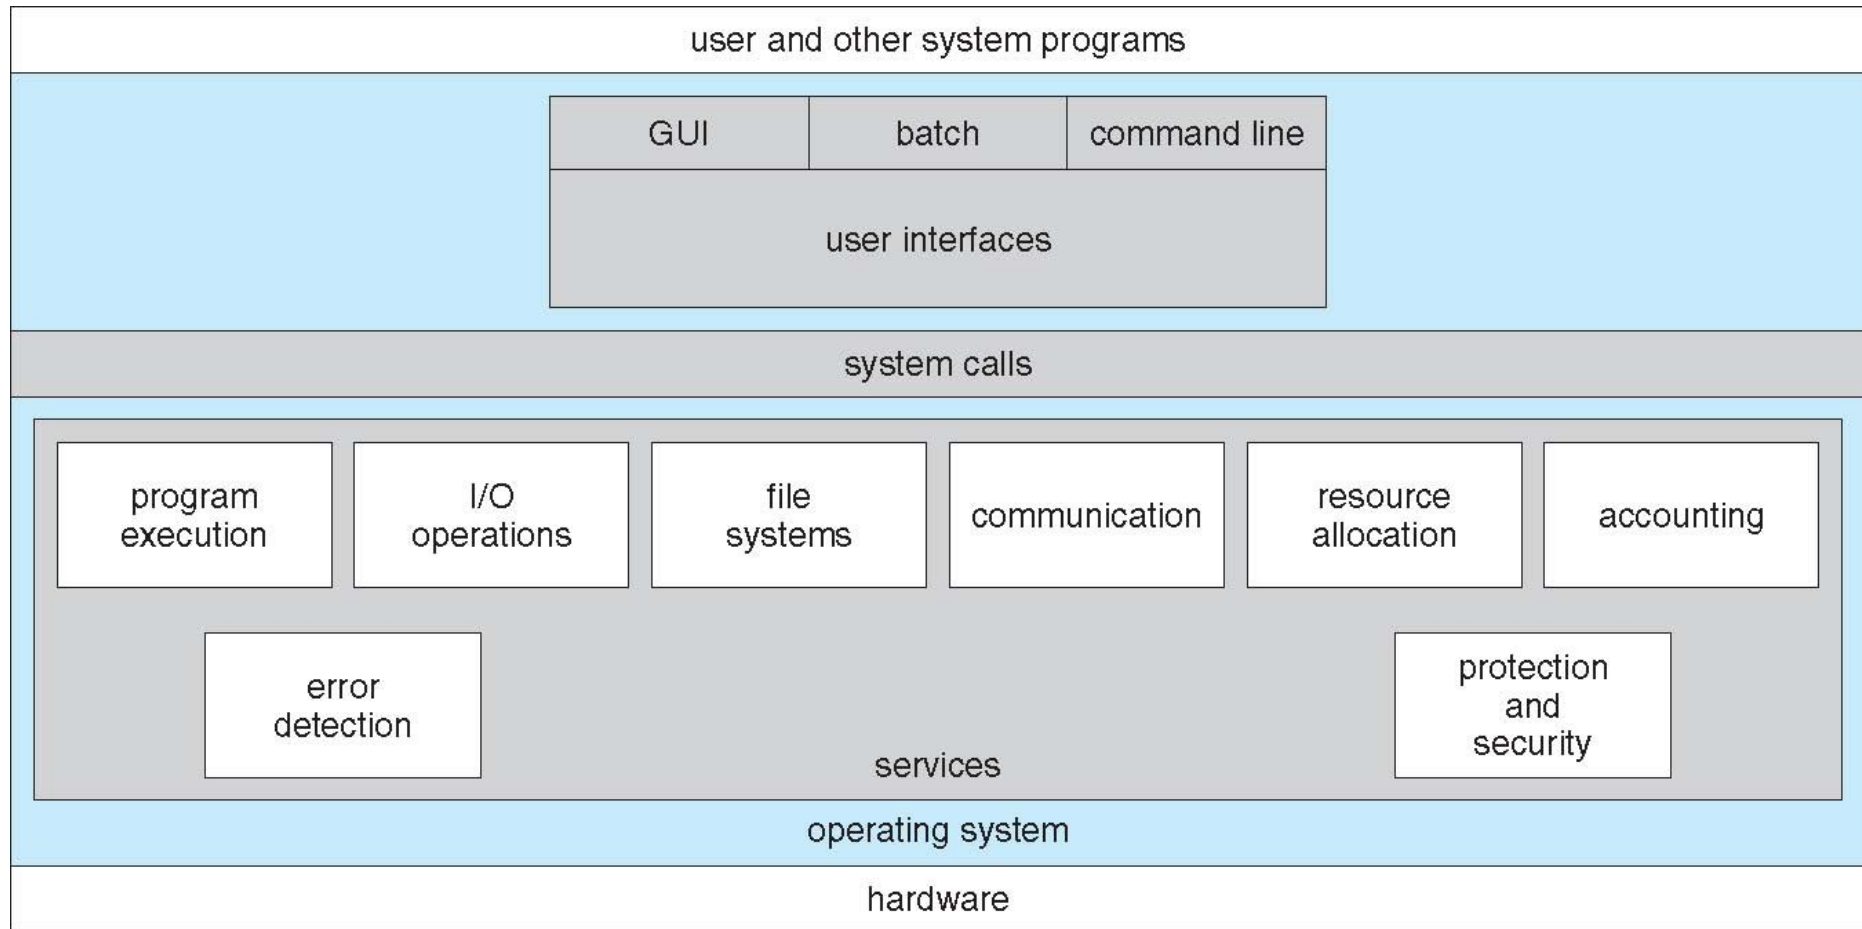 user and other system programs
GUI
batch
command line
user interfaces
system calls
program
execution
I/O
operations
file
systems
communication
resource
allocation
accounting
error
detection
protection
and
security
services
operating system
hardware